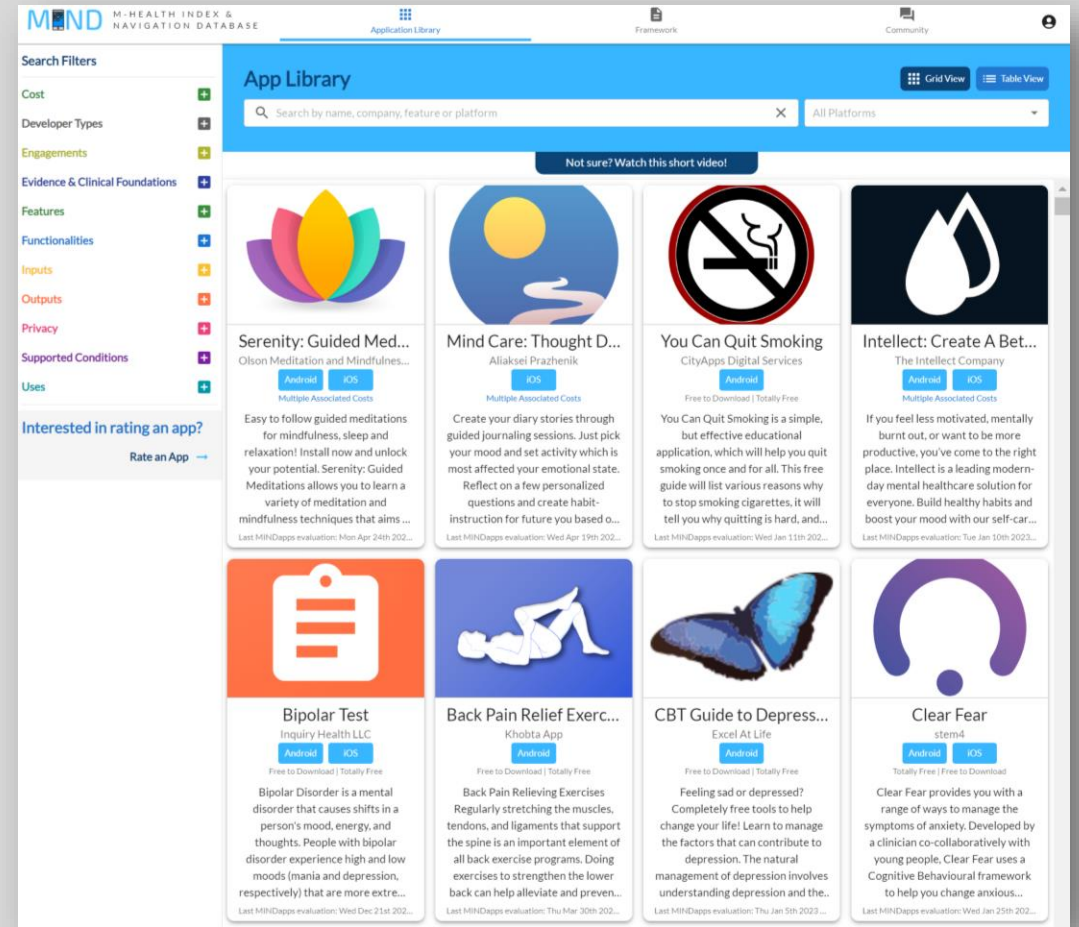 MIND
M-HEALTH INDEX &
NAVIGATION DATABASE
Application Library
Framework
Community
Search Filters
Cost
Developer Types
Engagements
Evidence & Clinical Foundations
Features
Functionalities
Inputs
Outputs
Privacy
Supported Conditions
Uses
Interested in rating an app?
Rate an App →
App Library
Grid View
Table View
Search by name, company, feature or platform
All Platforms
Not sure? Watch this short video!
Serenity: Guided Med...
Olson Meditation and Mindfulnes...
Android iOS
Multiple Associated Costs
Easy to follow guided meditations
for mindfulness, sleep and
relaxation! Install now and unlock
your potential. Serenity: Guided
Meditations allows you to learn a
variety of meditation and
mindfulness techniques that aims ...
Last MINDapps evaluation: Mon Apr 24th 202...
Mind Care: Thought D...
Aliaksei Prazhenik
iOS
Multiple Associated Costs
Create your diary stories through
guided journaling sessions. Just pick
your mood and set activity which is
most affected your emotional state.
Reflect on a few personalized
questions and create habit-
instruction for future you based o...
Last MINDapps evaluation: Wed Apr 19th 202...
You Can Quit Smoking
CityApps Digital Services
Android
Free to Download | Totally Free
You Can Quit Smoking is a simple,
but effective educational
application, which will help you quit
smoking once and for all. This free
guide will list various reasons why
to stop smoking cigarettes, it will
tell you why quitting is hard, and...
Last MINDapps evaluation: Wed Jan 11th 202...
Intellect: Create A Bet...
The Intellect Company
Android iOS
Multiple Associated Costs
If you feel less motivated, mentally
burnt out, or want to be more
productive, you've come to the right
place. Intellect is a leading modern-
day mental healthcare solution for
everyone. Build healthy habits and
boost your mood with our self-car...
Last MINDapps evaluation: Tue Jan 10th 2023...
Bipolar Test
Inquiry Health LLC
Android iOS
Free to Download | Totally Free
Bipolar Disorder is a mental
disorder that causes shifts in a
person's mood, energy, and
thoughts. People with bipolar
disorder experience high and low
moods (mania and depression,
respectively) that are more extre...
Last MINDapps evaluation: Wed Dec 21st 202...
Back Pain Relief Exerc...
Khobta App
Android
Free to Download | Totally Free
Back Pain Relieving Exercises
Regularly stretching the muscles,
tendons, and ligaments that support
the spine is an important element of
all back exercise programs. Doing
exercises to strengthen the lower
back can help alleviate and preven...
Last MINDapps evaluation: Thu Mar 30th 202...
CBT Guide to Depress...
Excel At Life
Android
Free to Download | Totally Free
Feeling sad or depressed?
Completely free tools to help
change your life! Learn to manage
the factors that can contribute to
depression. The natural
management of depression involves
understanding depression and the..
Last MINDapps evaluation: Thu Jan 5th 2023 ...
Clear Fear
stem4
Android iOS
Totally Free | Free to Download
Clear Fear provides you with a
range of ways to manage the
symptoms of anxiety. Developed by
a clinician co-collaboratively with
young people, Clear Fear uses a
Cognitive Behavioural framework
to help you change anxious...
Last MINDapps evaluation: Wed Jan 25th 202...